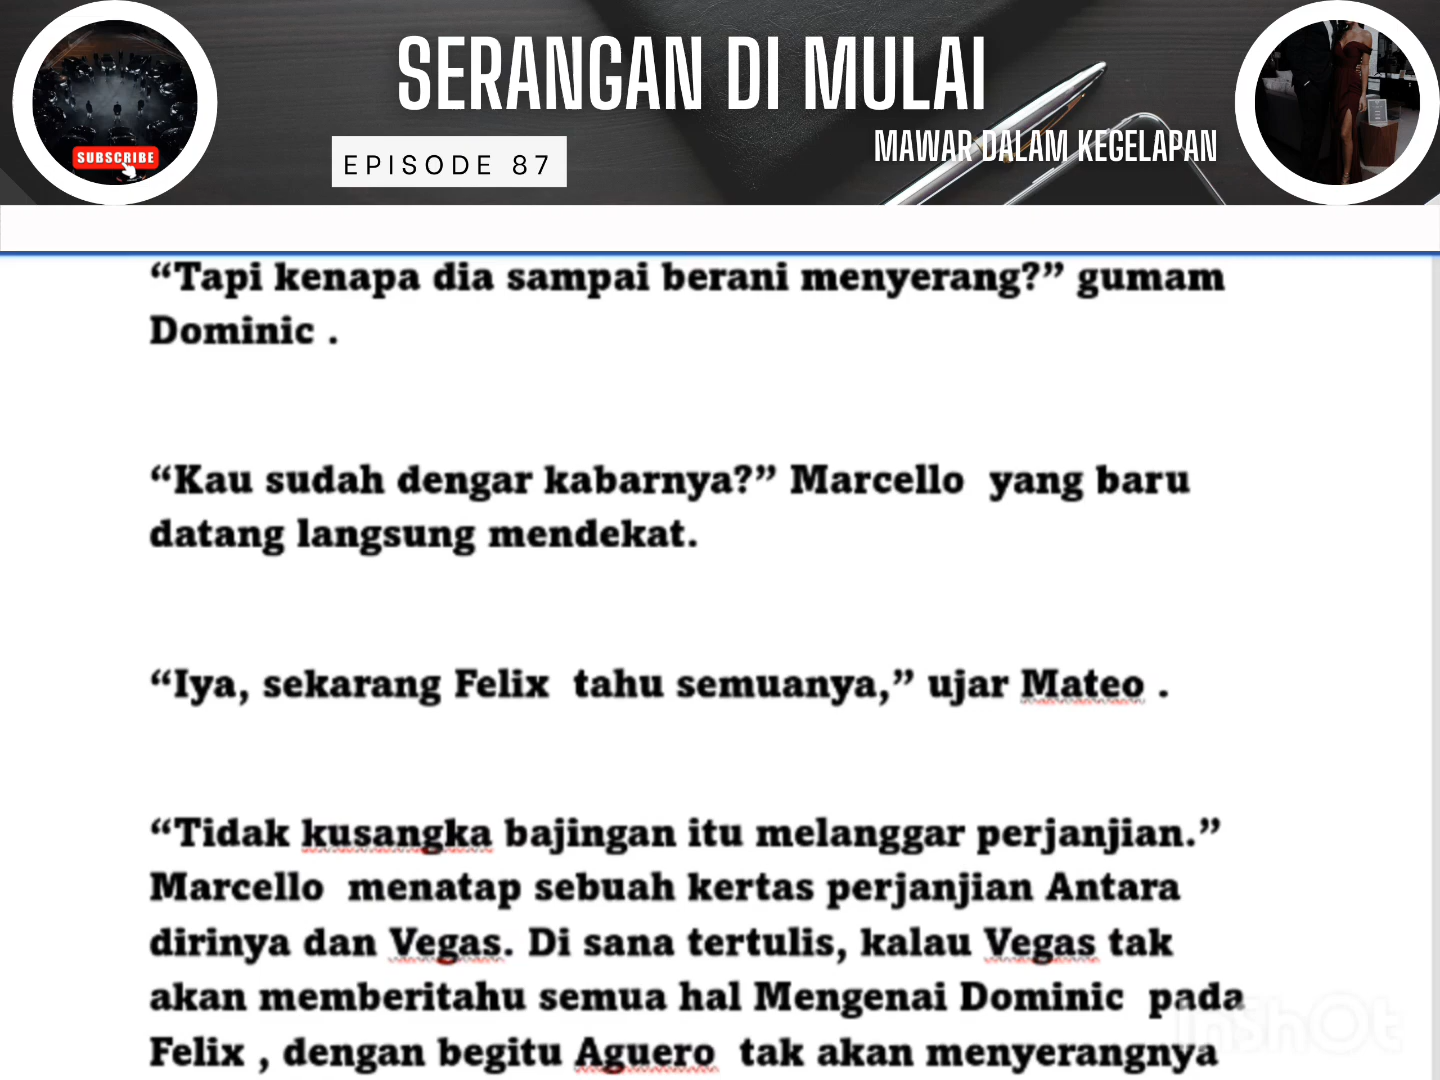 SERANGAN DI MULAI
MAWAR DALAM KEGELAPAN
EPISODE 87
SUBSCRIBE
“Tapi kenapa dia sampai berani menyerang?” gumam
Dominic .
“Kau sudah dengar kabarnya?” Marcello  yang baru
datang langsung mendekat.
“Iya, sekarang Felix  tahu semuanya,” ujar Mateo .
“Tidak kusangka bajingan itu melanggar perjanjian.”
Marcello  menatap sebuah kertas perjanjian Antara
dirinya dan Vegas. Di sana tertulis, kalau Vegas tak
akan memberitahu semua hal Mengenai Dominic  pada
Felix , dengan begitu Aguero  tak akan menyerangnya
InShOt